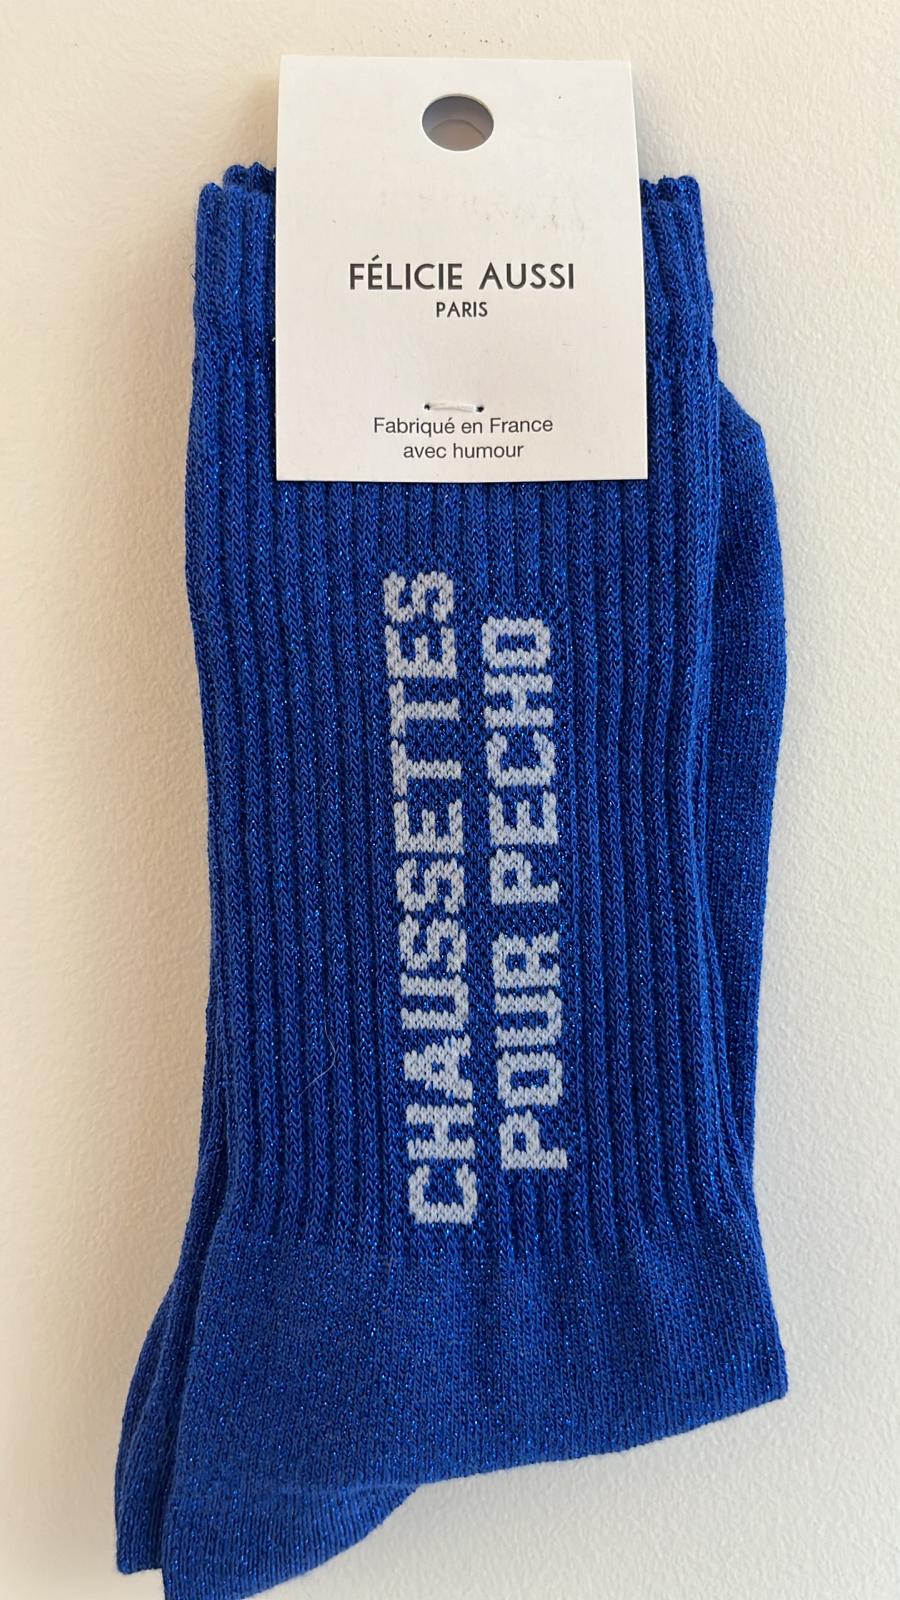 FÉLICIE AUSSI
PARIS
Fabriqué en France
avec humour
CHAUSSETTES
POUR PECHO